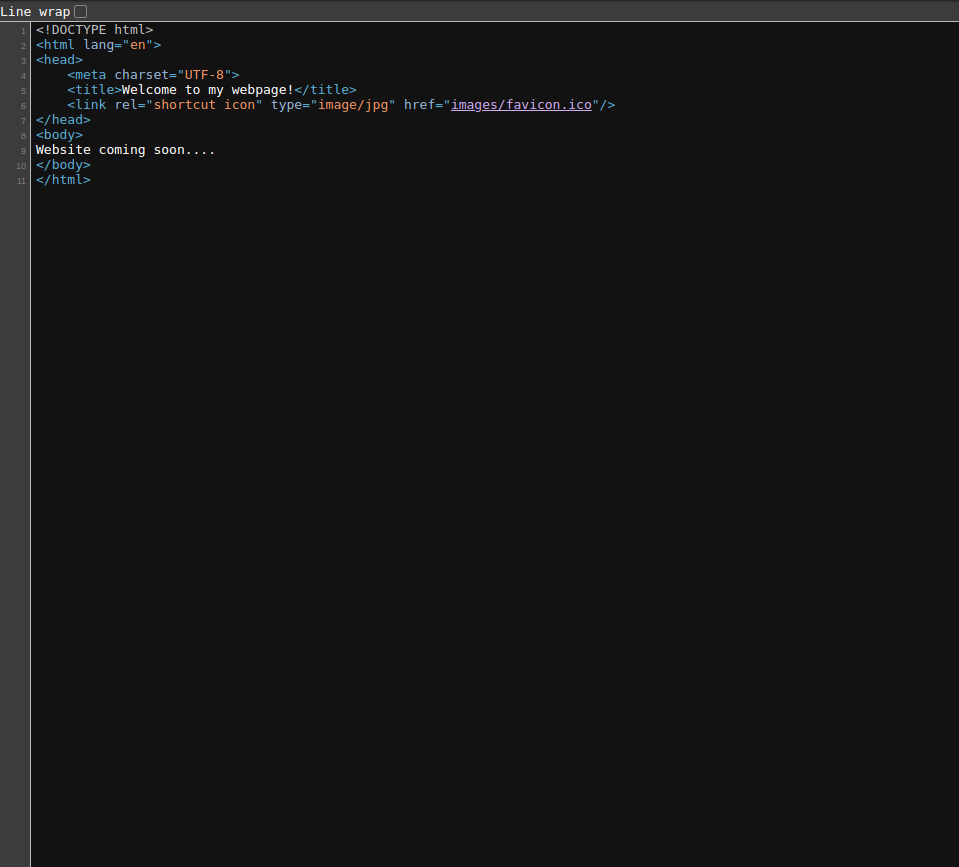 Line wrap
1 <!DOCTYPE html>
2 <html lang="en">
3 <head>
4     <meta charset="UTF-8">
5     <title>Welcome to my webpage!</title>
6     <link rel="shortcut icon" type="image/jpg" href="images/favicon.ico"/>
7 </head>
8 <body>
9 Website coming soon....
10 </body>
11 </html>